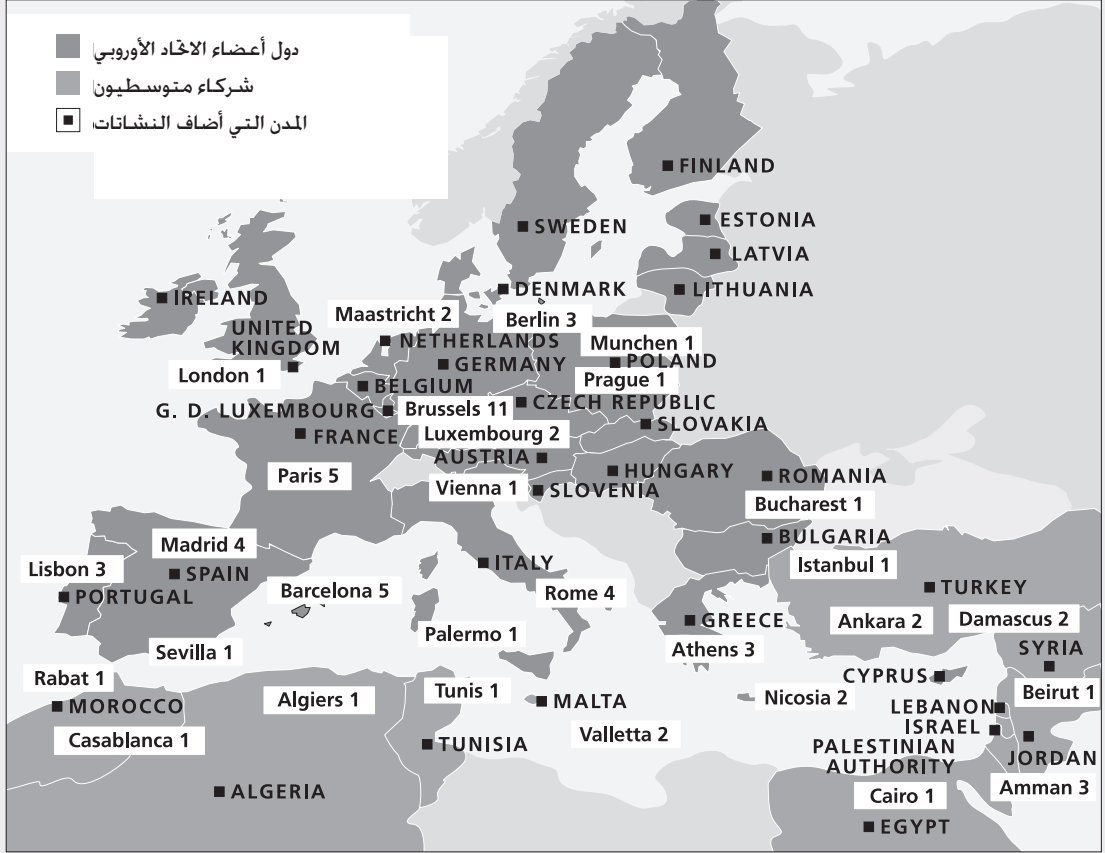 دول أعضاء الاتحاد الأوروبي
شركاء متوسطيون
المدن التي أضاف النشاتات
FINLAND
ESTONIA
SWEDEN
LATVIA
DENMARK
LITHUANIA
IRELAND
Maastricht 2
Berlin 3
UNITED
KINGDOM
NETHERLANDS
Munchen 1
GERMANY
POLAND
London 1
Prague 1
BELGIUM
G. D. LUXEMBOURG
Brussels 11
CZECH REPUBLIC
SLOVAKIA
FRANCE
Luxembourg 2
AUSTRIA
HUNGARY
ROMANIA
Paris 5
Vienna 1
SLOVENIA
Bucharest 1
BULGARIA
Madrid 4
Istanbul 1
Lisbon 3
SPAIN
ITALY
TURKEY
PORTUGAL
Barcelona 5
Rome 4
GREECE
Ankara 2
Damascus 2
Palermo 1
Athens 3
SYRIA
Sevilla 1
Rabat 1
Algiers 1
Tunis 1
CYPRUS
Nicosia 2
Beirut 1
MOROCCO
MALTA
LEBANON
ISRAEL
Casablanca 1
Valletta 2
TUNISIA
PALESTINIAN
AUTHORITY
JORDAN
ALGERIA
Amman 3
Cairo 1
EGYPT